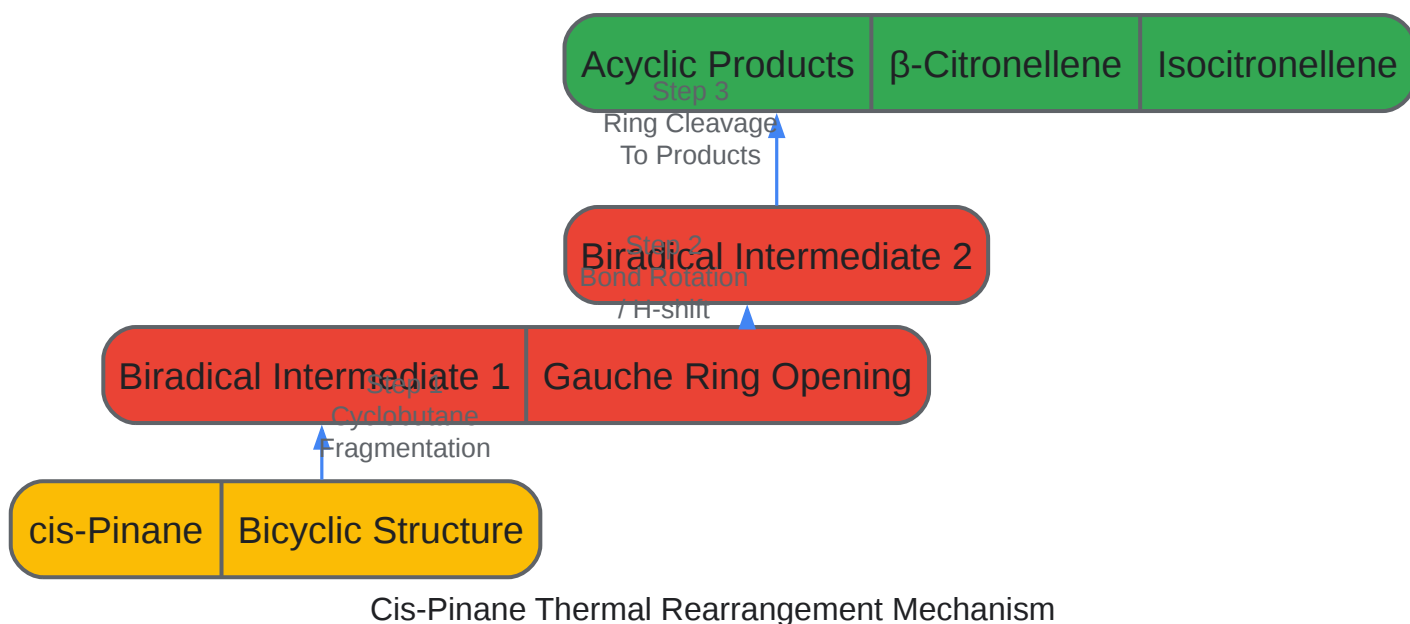 Acyclic Products
β-Citronellene
Isocitronellene
Step 3
Ring Cleavage
To Products
Biradical Intermediate 2
Step 2
Bond Rotation
/ H-shift
Biradical Intermediate 1
Gauche Ring Opening
Step 1
Cyclobutane
Fragmentation
cis-Pinane
Bicyclic Structure
Cis-Pinane Thermal Rearrangement Mechanism